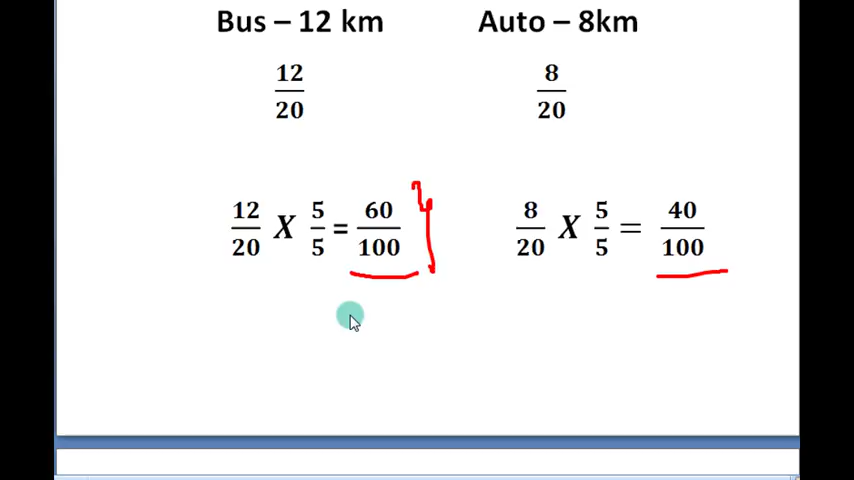 Bus – 12 km Auto – 8km
12/20 8/20
12/20 X 5/5 = 60/100 8/20 X 5/5 = 40/100